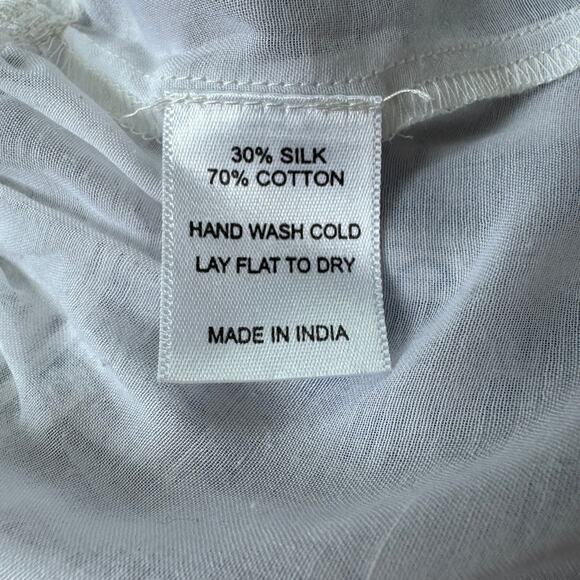 30% SILK
70% COTTON
HAND WASH COLD
LAY FLAT TO DRY
MADE IN INDIA